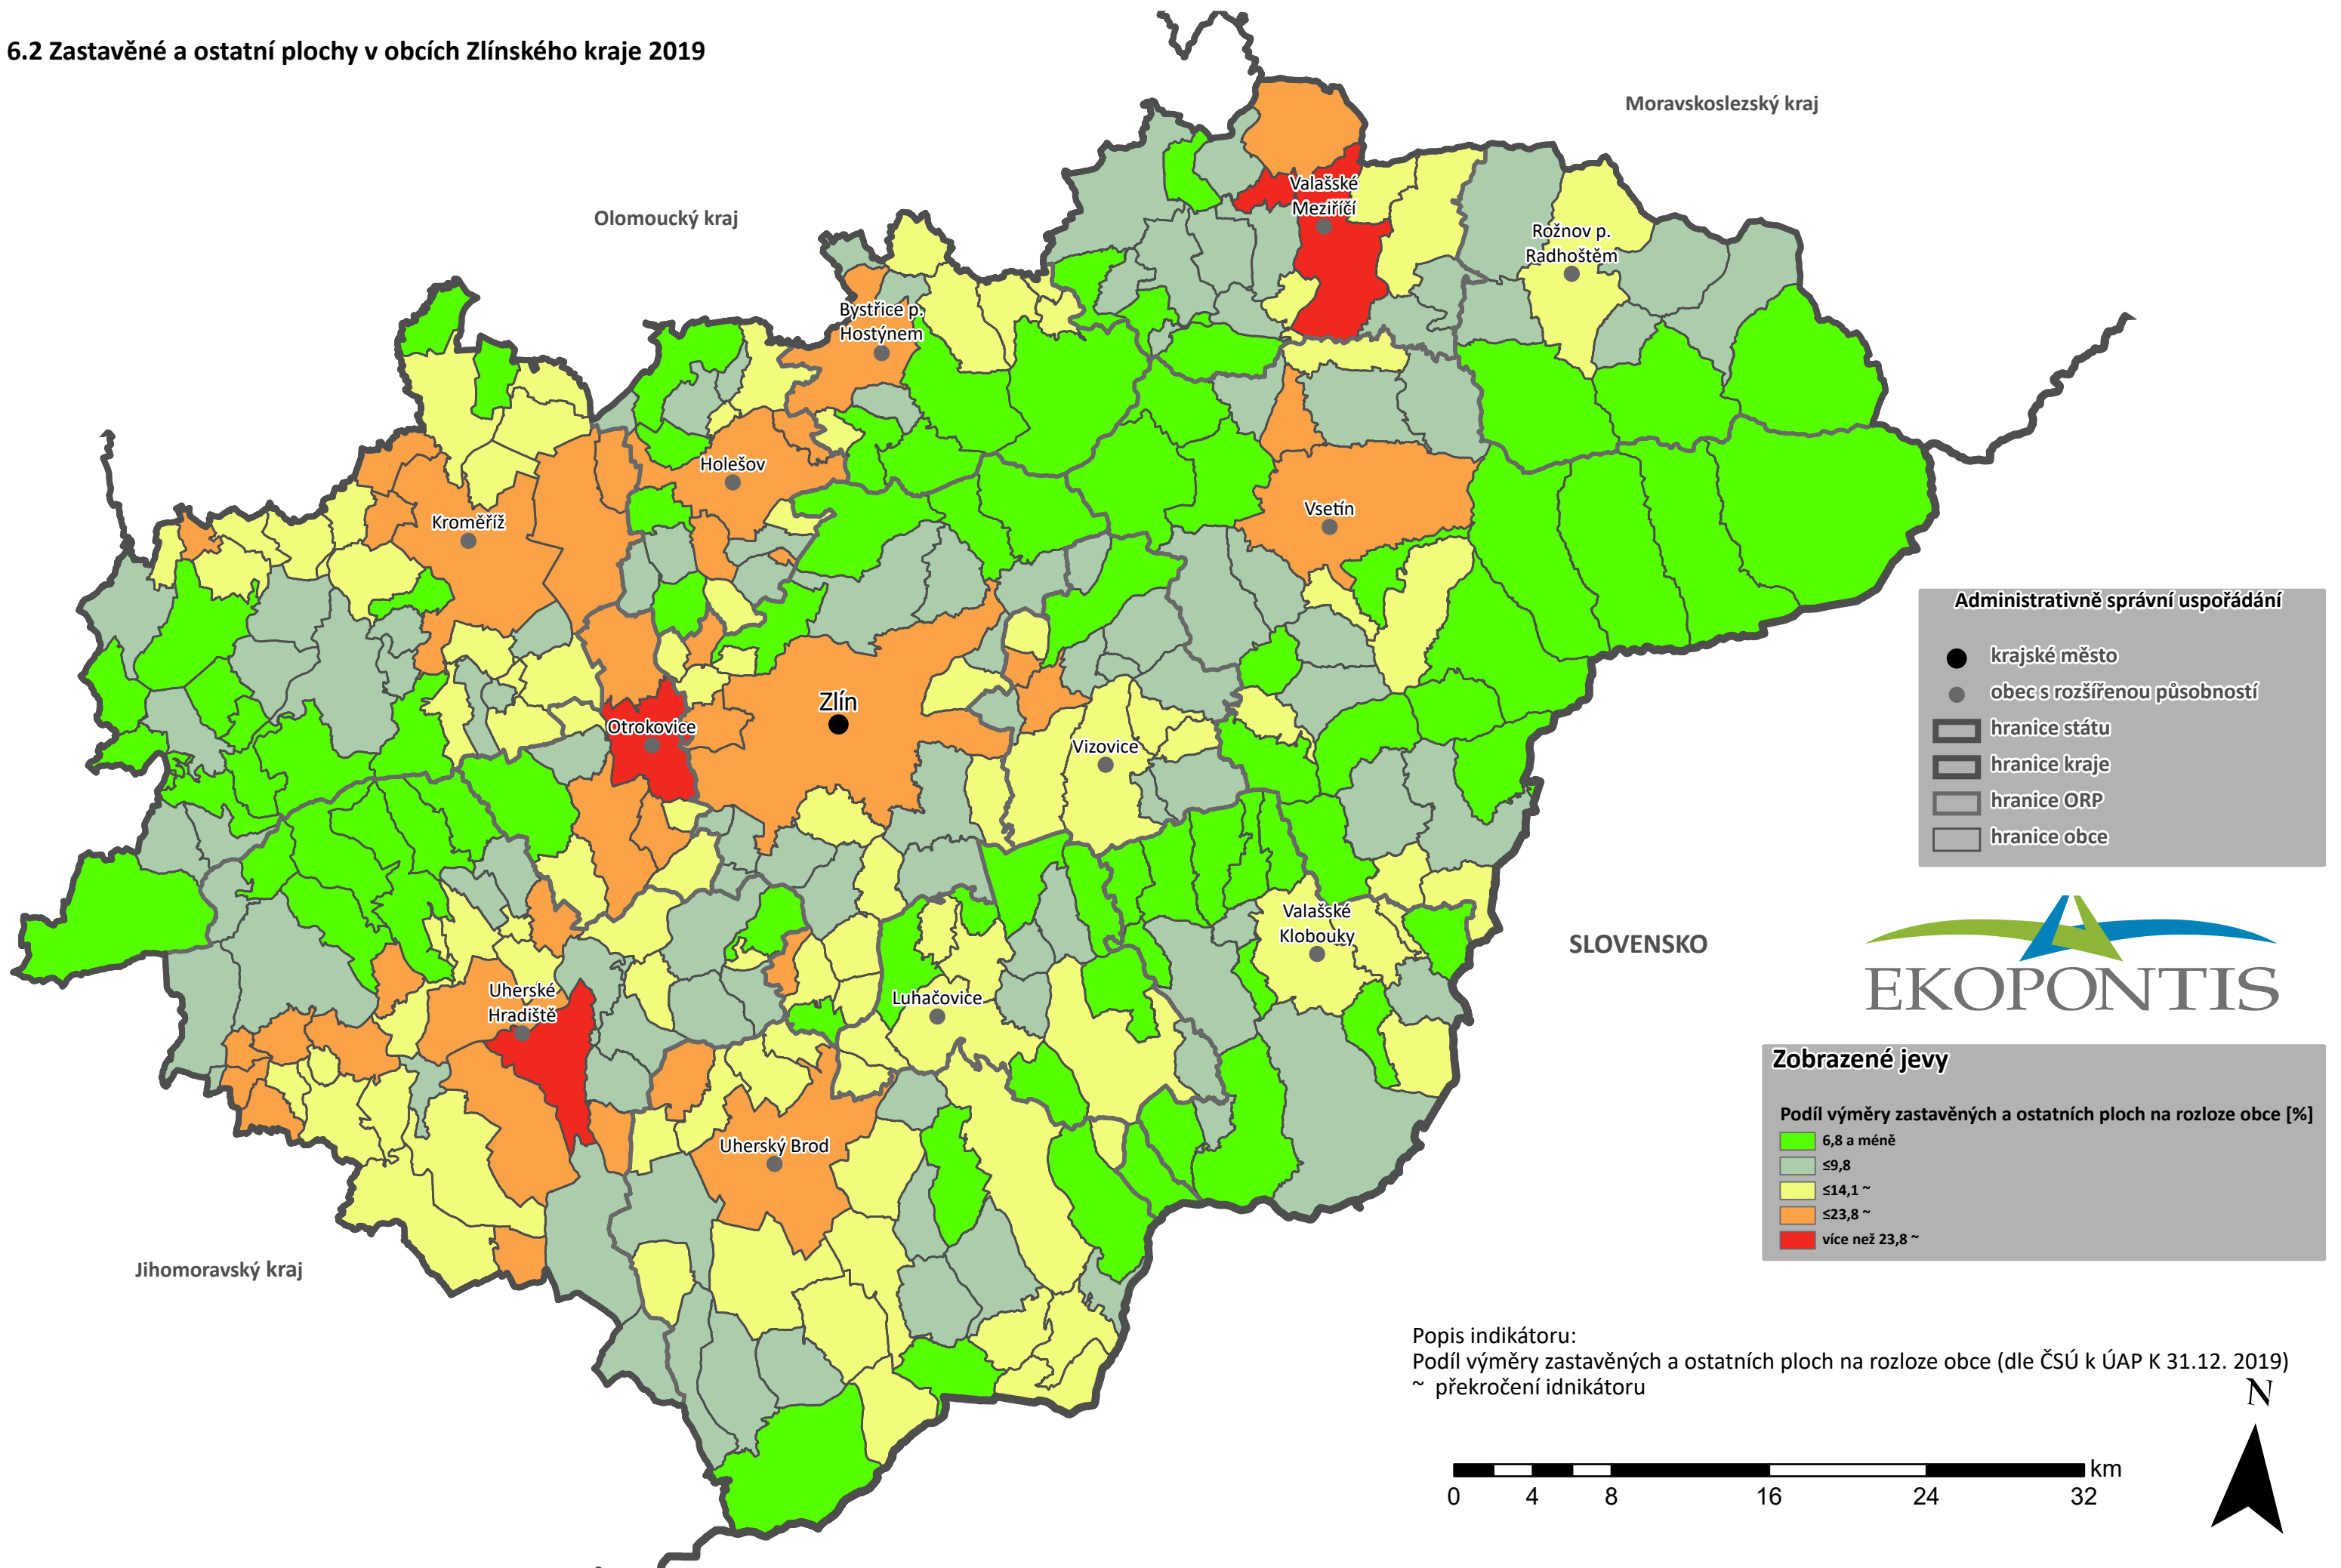 6.2 Zastavěné a ostatní plochy v obcích Zlínského kraje 2019
Moravskoslezský kraj
Olomoucký kraj
Valašské
Meziříčí
Rožnov p.
Radhoštěm
Bystřice p.
Hostýnem
Holešov
Kroměříž
Vsetín
Zlín
Otrokovice
Vizovice
Valašské
Klobouky
SLOVENSKO
Uherské
Hradiště
Luhačovice
Uherský Brod
Jihomoravský kraj
Administrativně správní uspořádání
krajské město
obec s rozšířenou působností
hranice státu
hranice kraje
hranice ORP
hranice obce
EKOPONTIS
Zobrazené jevy
Podíl výměry zastavěných a ostatních ploch na rozloze obce [%]
6,8 a méně
≤9,8
≤14,1 ~
≤23,8 ~
více než 23,8 ~
Popis indikátoru:
Podíl výměry zastavěných a ostatních ploch na rozloze obce (dle ČSÚ k ÚAP K 31.12. 2019)
~ překročení idnikátoru
N
km
0 4 8 16 24 32